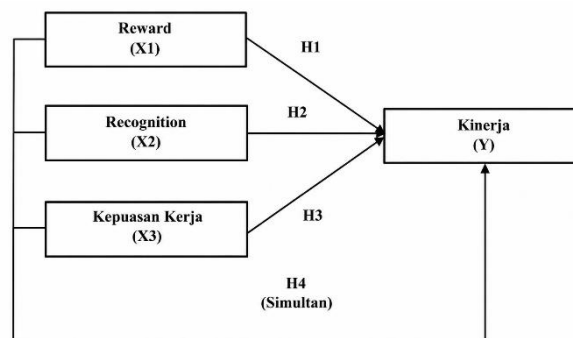 Reward
(X1)
H1
Recognition
(X2)
H2
Kinerja
(Y)
Kepuasan Kerja
(X3)
H3
H4
(Simultan)